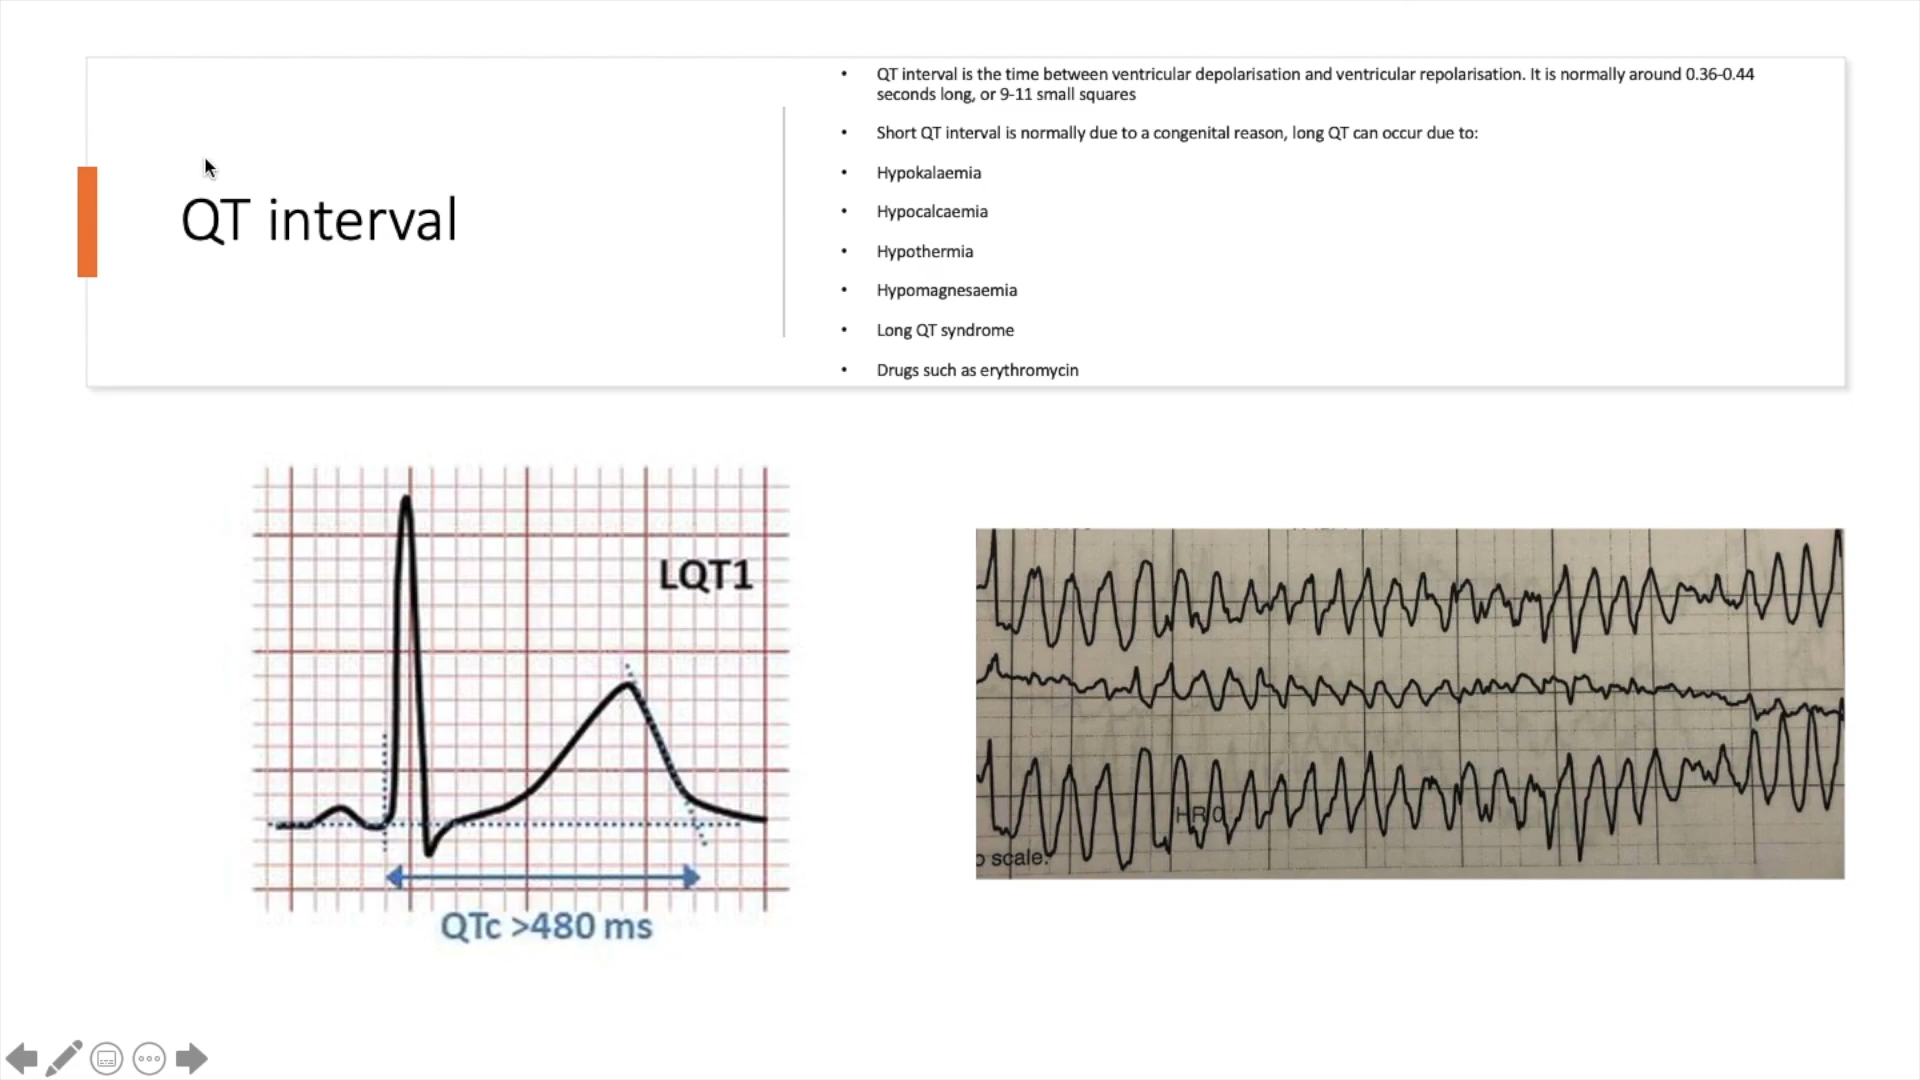 QT interval
• QT interval is the time between ventricular depolarisation and ventricular repolarisation. It is normally around 0.36-0.44
seconds long, or 9-11 small squares
• Short QT interval is normally due to a congenital reason, long QT can occur due to:
• Hypokalaemia
• Hypocalcaemia
• Hypothermia
• Hypomagnesaemia
• Long QT syndrome
• Drugs such as erythromycin
LQT1
QTc >480 ms
HR 0
scale.